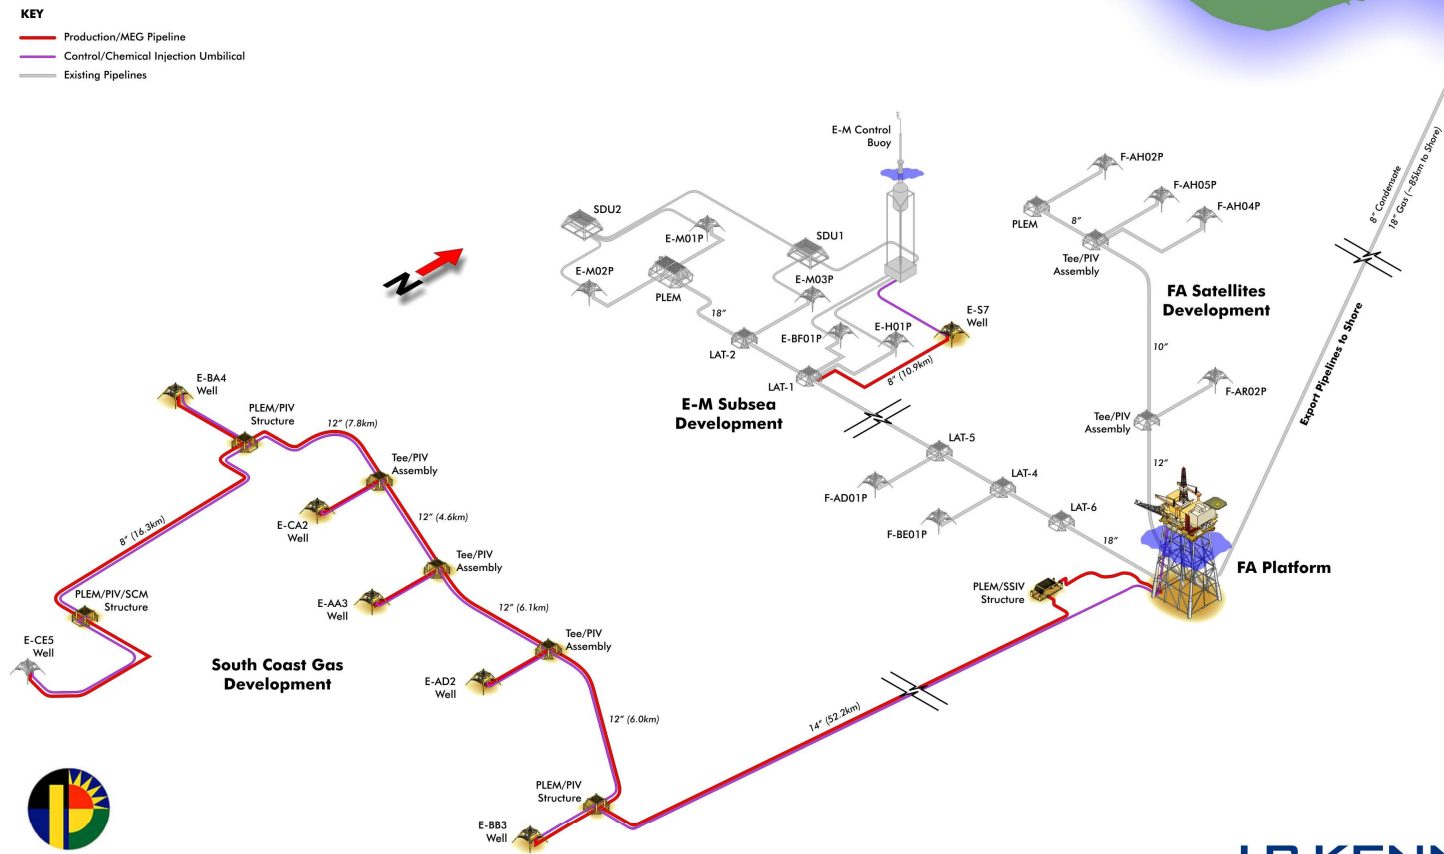 KEY
Production/MEG Pipeline
Control/Chemical Injection Umbilical
Existing Pipelines
N
E-M Control
Buoy
SDU2
E-M01P
SDU1
E-M02P
PLEM
E-M03P
18"
LAT-2
E-BF01P
E-H01P
E-S7
Well
LAT-1
8" (10.9km)
E-M Subsea
Development
F-AH02P
F-AH05P
F-AH04P
PLEM
8"
Tee/PIV
Assembly
FA Satellites
Development
8" Condensate
18" Gas (~85km to Shore)
Export Pipelines to Shore
10"
F-AR02P
Tee/PIV
Assembly
12"
LAT-5
F-AD01P
LAT-4
F-BE01P
LAT-6
18"
FA Platform
PLEM/SSIV
Structure
E-BA4
Well
PLEM/PIV
Structure
12" (7.8km)
Tee/PIV
Assembly
E-CA2
Well
12" (4.6km)
8" (16.3km)
Tee/PIV
Assembly
PLEM/PIV/SCM
Structure
E-AA3
Well
12" (6.1km)
E-CE5
Well
Tee/PIV
Assembly
South Coast Gas
Development
E-AD2
Well
12" (6.0km)
14" (52.2km)
PLEM/PIV
Structure
E-BB3
Well